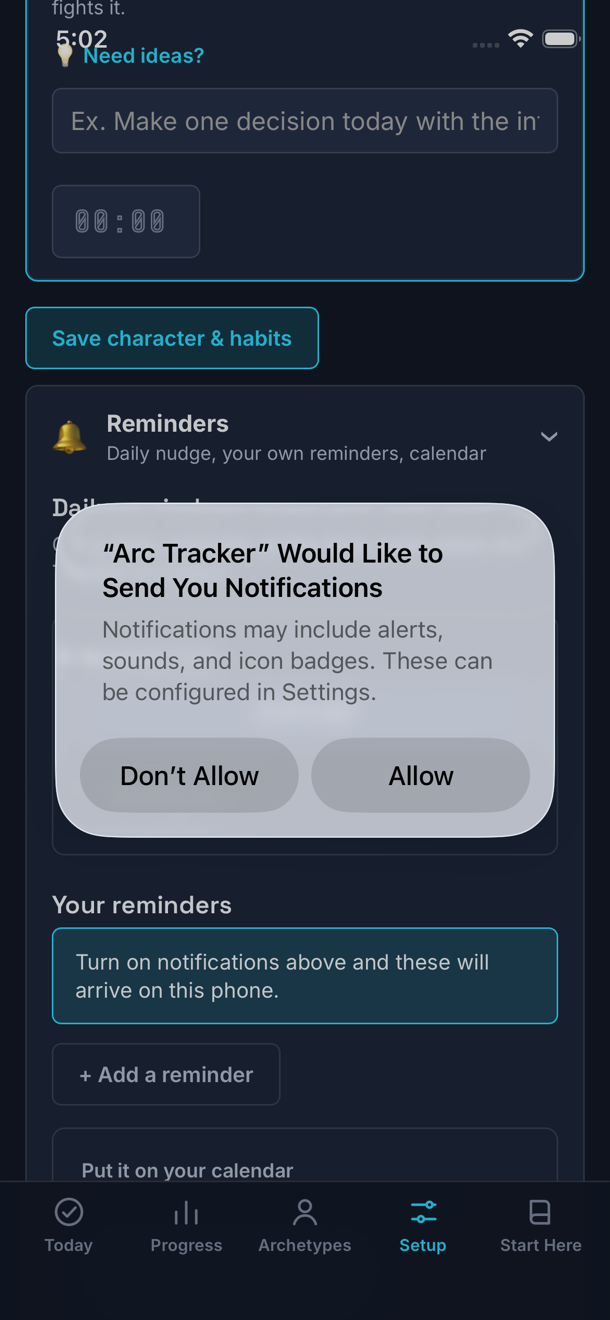 fights it.
5:02
💡 Need ideas?
Ex. Make one decision today with the in
00:00
Save character & habits
Reminders
Daily nudge, your own reminders, calendar
“Arc Tracker” Would Like to
Send You Notifications
Notifications may include alerts,
sounds, and icon badges. These can
be configured in Settings.
Don’t Allow
Allow
Your reminders
Turn on notifications above and these will
arrive on this phone.
+ Add a reminder
Put it on your calendar
Today
Progress
Archetypes
Setup
Start Here